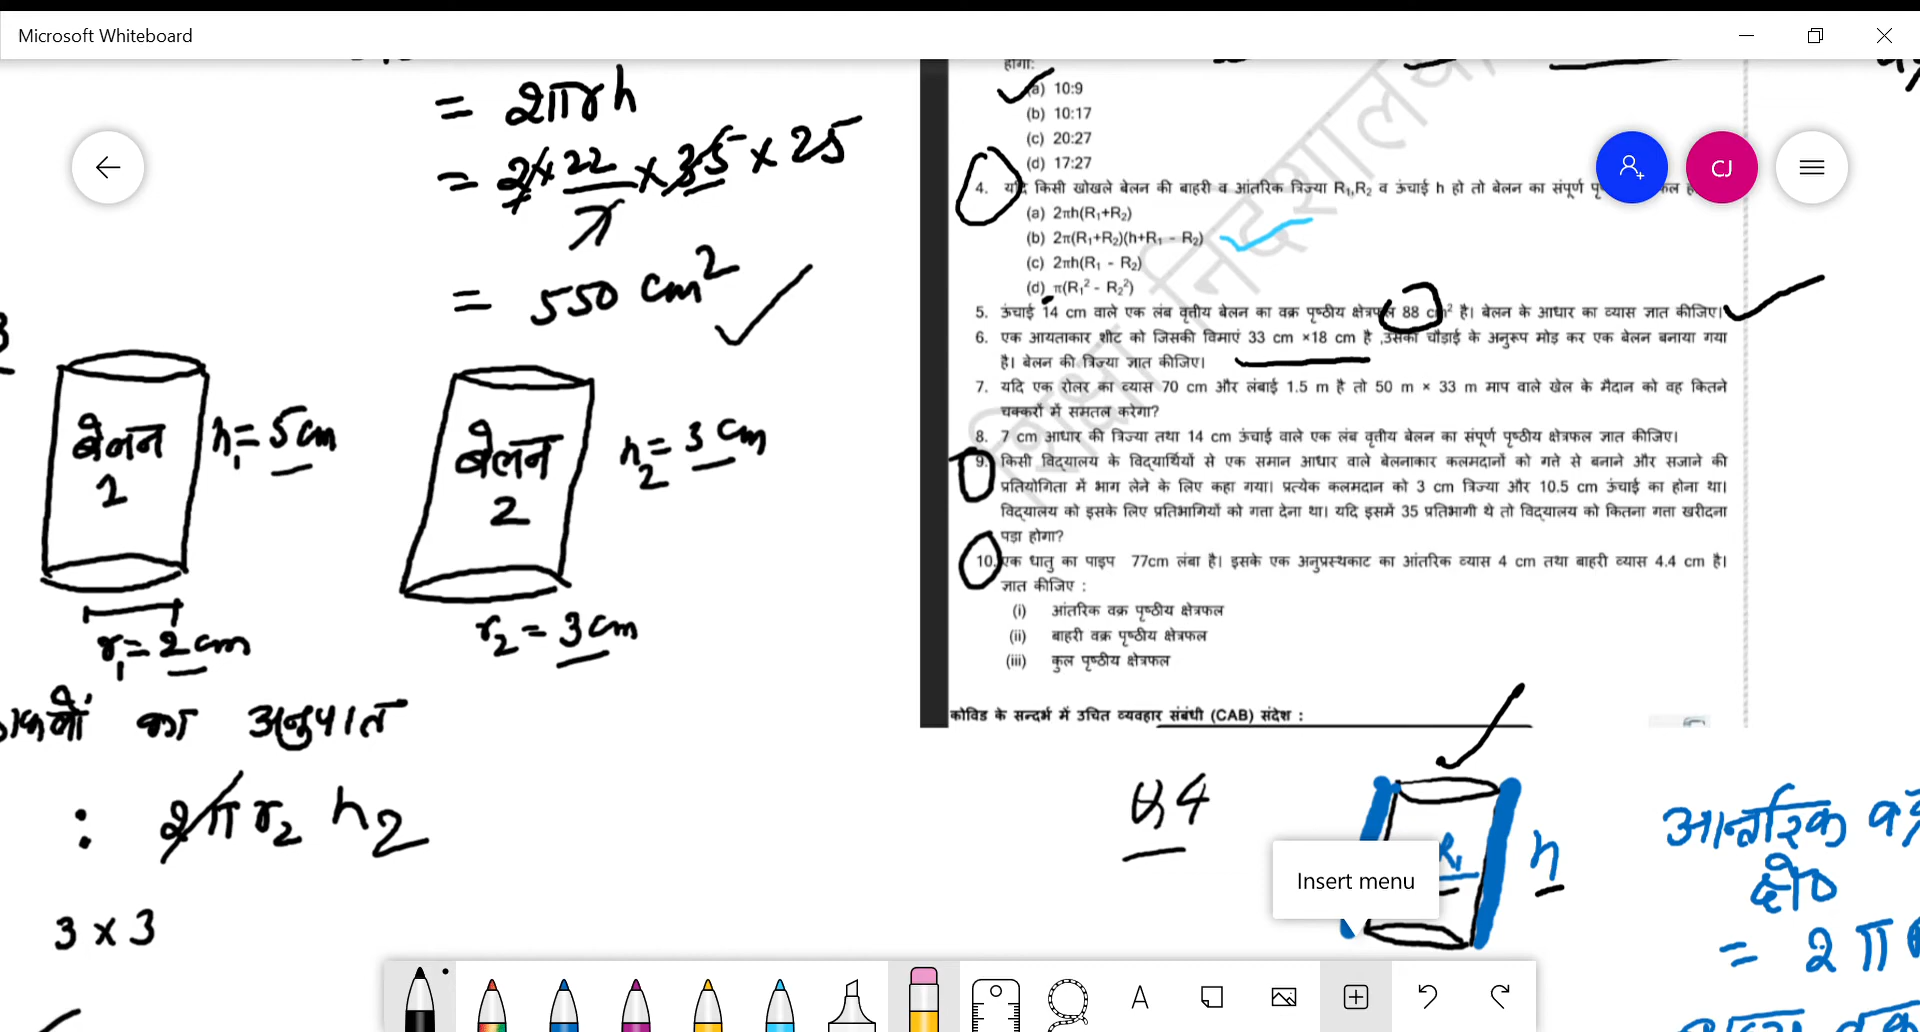 Microsoft Whiteboard
= 2πrh
= 2 × 22/7 × 35 × 25
= 550 cm²
बेलन
1
h₁ = 5 cm
r₁ = 2 cm
बेलन
2
h₂ = 3 cm
r₂ = 3 cm
का अनुपात
: 2πr₂ h₂
3 × 3
होगा:
(a) 10:9
(b) 10:17
(c) 20:27
(d) 17:27
4. यदि किसी खोखले बेलन की बाहरी व आंतरिक त्रिज्या R₁,R₂ व ऊंचाई h हो तो बेलन का संपूर्ण
(a) 2πh(R₁+R₂)
(b) 2π(R₁+R₂)(h+R₁ - R₂)
(c) 2πh(R₁ - R₂)
(d) π(R₁² - R₂²)
5. ऊंचाई 14 cm वाले एक लंब वृत्तीय बेलन का वक्र पृष्ठीय क्षेत्रफल 88 cm² है। बेलन के आधार का व्यास ज्ञात कीजिए।
6. एक आयताकार शीट को जिसकी विमाएं 33 cm ×18 cm है ,उसकी चौड़ाई के अनुरूप मोड़ कर एक बेलन बनाया गया
है। बेलन की त्रिज्या ज्ञात कीजिए।
7. यदि एक रोलर का व्यास 70 cm और लंबाई 1.5 m है तो 50 m × 33 m माप वाले खेल के मैदान को वह कितने
चक्करों में समतल करेगा?
8. 7 cm आधार की त्रिज्या तथा 14 cm ऊंचाई वाले एक लंब वृत्तीय बेलन का संपूर्ण पृष्ठीय क्षेत्रफल ज्ञात कीजिए।
9. किसी विद्यालय के विद्यार्थियों से एक समान आधार वाले बेलनाकार कलमदानों को गत्ते से बनाने और सजाने की
प्रतियोगिता में भाग लेने के लिए कहा गया। प्रत्येक कलमदान को 3 cm त्रिज्या और 10.5 cm ऊंचाई का होना था।
विद्यालय को इसके लिए प्रतिभागियों को गत्ता देना था। यदि इसमें 35 प्रतिभागी थे तो विद्यालय को कितना गत्ता खरीदना
पड़ा होगा?
10. एक धातु का पाइप 77cm लंबा है। इसके एक अनुप्रस्थकाट का आंतरिक व्यास 4 cm तथा बाहरी व्यास 4.4 cm है।
ज्ञात कीजिए :
(i) आंतरिक वक्र पृष्ठीय क्षेत्रफल
(ii) बाहरी वक्र पृष्ठीय क्षेत्रफल
(iii) कुल पृष्ठीय क्षेत्रफल
कोविड के सन्दर्भ में उचित व्यवहार संबंधी (CAB) संदेश :
CJ
Q4
R₁
h
Insert menu
आन्तरिक
क्षे०
= 2π